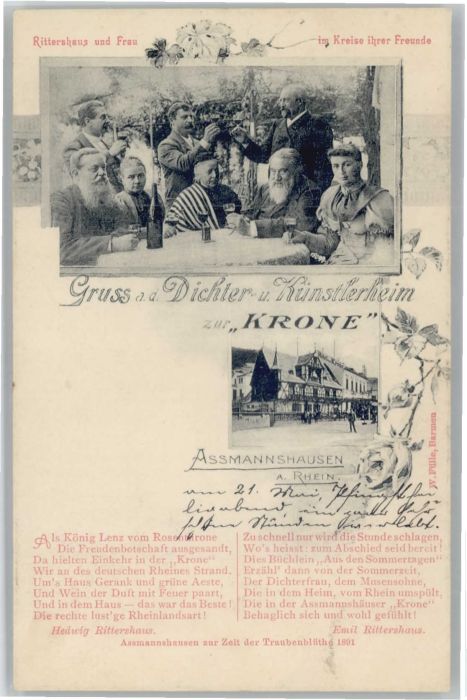 Rittershaus und Frau im Kreise ihrer Freunde
Gruss a.d. Dichter- u. Künstlerheim
zur „KRONE"
ASSMANNSHAUSEN
A. RHEIN.
W. Fülle, Barmen
am 21. Mai,
Als König Lenz vom Rosenthrone
Die Freudenbotschaft ausgesandt,
Da hielten Einkehr in der „Krone"
Wir an des deutschen Rheines Strand.
Um's Haus Gerank und grüne Aeste,
Und Wein der Duft mit Feuer paart,
Und in dem Haus — das war das Beste!
Die rechte lust'ge Rheinlandsart!
Hedwig Rittershaus.
Zu schnell nur wird die Stunde schlagen,
Wo's heisst: zum Abschied seid bereit!
Dies Büchlein „Aus den Sommertagen"
Erzähl' dann von der Sommerzeit.
Der Dichterfrau, dem Musensohne,
Die in dem Heim, vom Rhein umspült,
Die in der Assmannshäuser „Krone"
Behaglich sich und wohl gefühlt!
Emil Rittershaus.
Assmannshausen zur Zeit der Traubenblüthe 1891